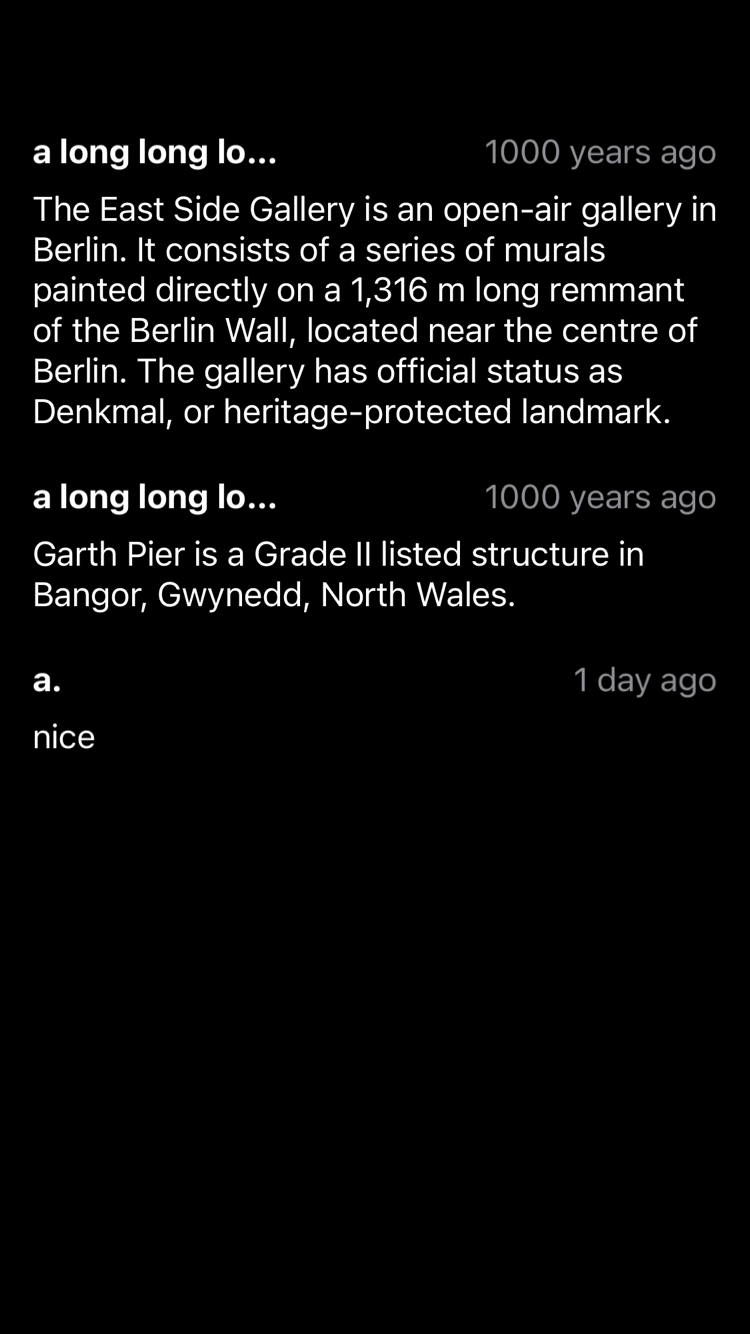 a long long lo...
1000 years ago
The East Side Gallery is an open-air gallery in
Berlin. It consists of a series of murals
painted directly on a 1,316 m long remmant
of the Berlin Wall, located near the centre of
Berlin. The gallery has official status as
Denkmal, or heritage-protected landmark.
a long long lo...
1000 years ago
Garth Pier is a Grade II listed structure in
Bangor, Gwynedd, North Wales.
a.
1 day ago
nice